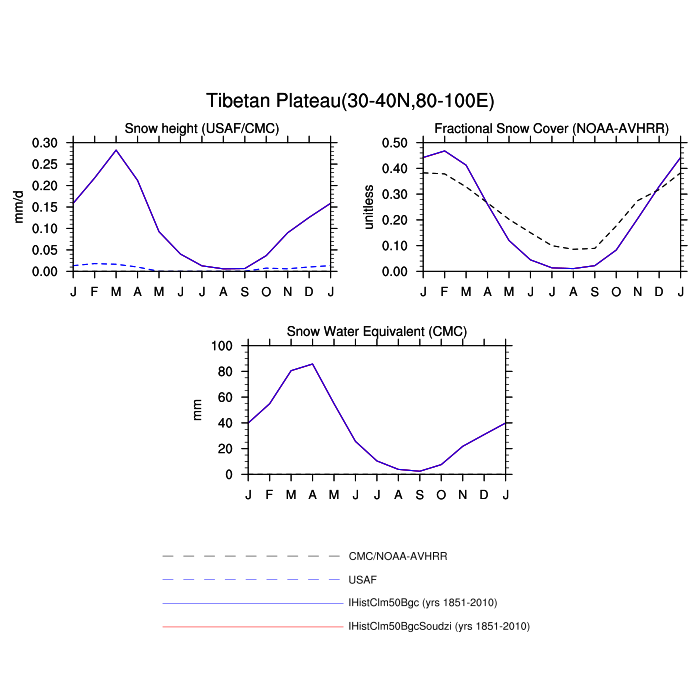 Tibetan Plateau(30-40N,80-100E)
Snow height (USAF/CMC)
0.30
0.25
0.20
0.15
0.10
0.05
0.00
mm/d
J F M A M J J A S O N D J
Fractional Snow Cover (NOAA-AVHRR)
0.50
0.40
0.30
0.20
0.10
0.00
unitless
J F M A M J J A S O N D J
Snow Water Equivalent (CMC)
100
80
60
40
20
0
mm
J F M A M J J A S O N D J
CMC/NOAA-AVHRR
USAF
IHistClm50Bgc (yrs 1851-2010)
IHistClm50BgcSoudzi (yrs 1851-2010)